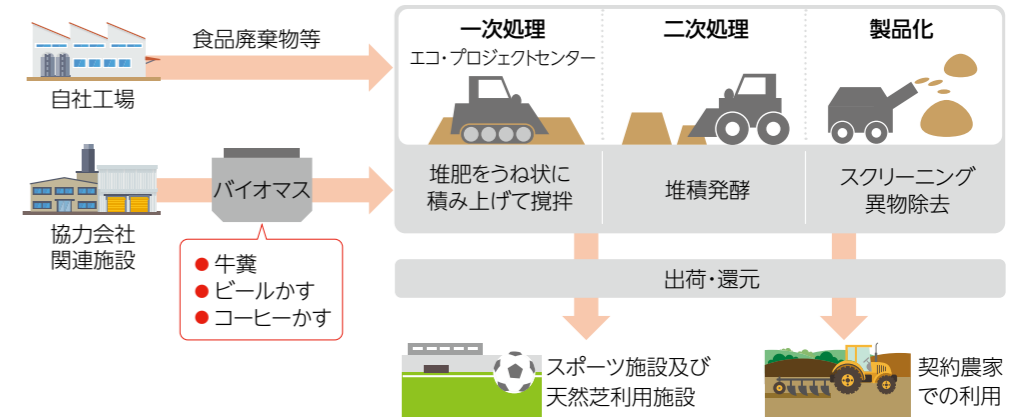 食品廃棄物等
自社工場
協力会社
関連施設
バイオマス
● 牛糞
● ビールかす
● コーヒーかす
一次処理
エコ・プロジェクトセンター
堆肥をうね状に
積み上げて撹拌
二次処理
堆積発酵
製品化
スクリーニング
異物除去
出荷・還元
スポーツ施設及び
天然芝利用施設
契約農家
での利用